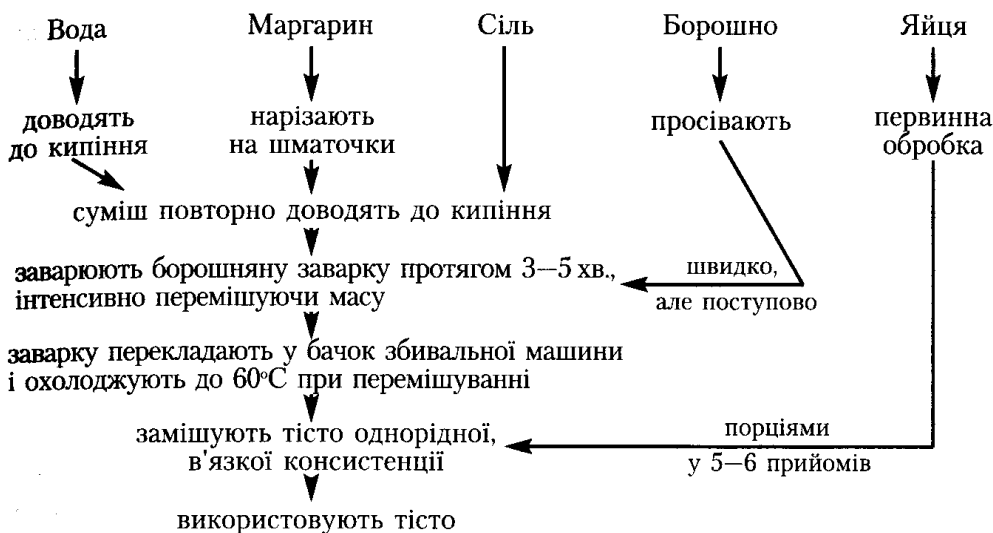 Вода
Маргарин
Сіль
Борошно
Яйця
доводять
до кипіння
нарізають
на шматочки
просівають
первинна
обробка
суміш повторно доводять до кипіння
заварюють борошняну заварку протягом 3–5 хв.,
інтенсивно перемішуючи масу
швидко,
але поступово
заварку перекладають у бачок збивальної машини
і охолоджують до 60°С при перемішуванні
замішують тісто однорідної,
в'язкої консистенції
порціями
у 5–6 прийомів
використовують тісто